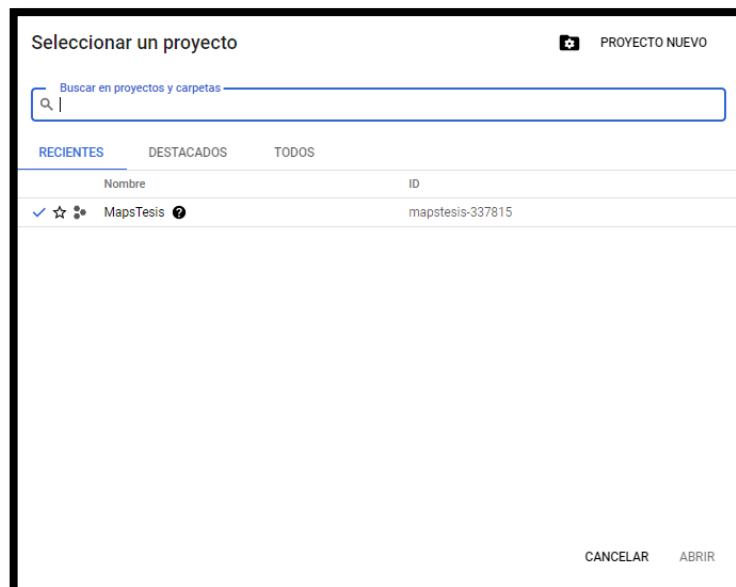 Seleccionar un proyecto
PROYECTO NUEVO
Buscar en proyectos y carpetas
RECIENTES DESTACADOS TODOS
Nombre ID
MapsTesis mapstesis-337815
CANCELAR ABRIR